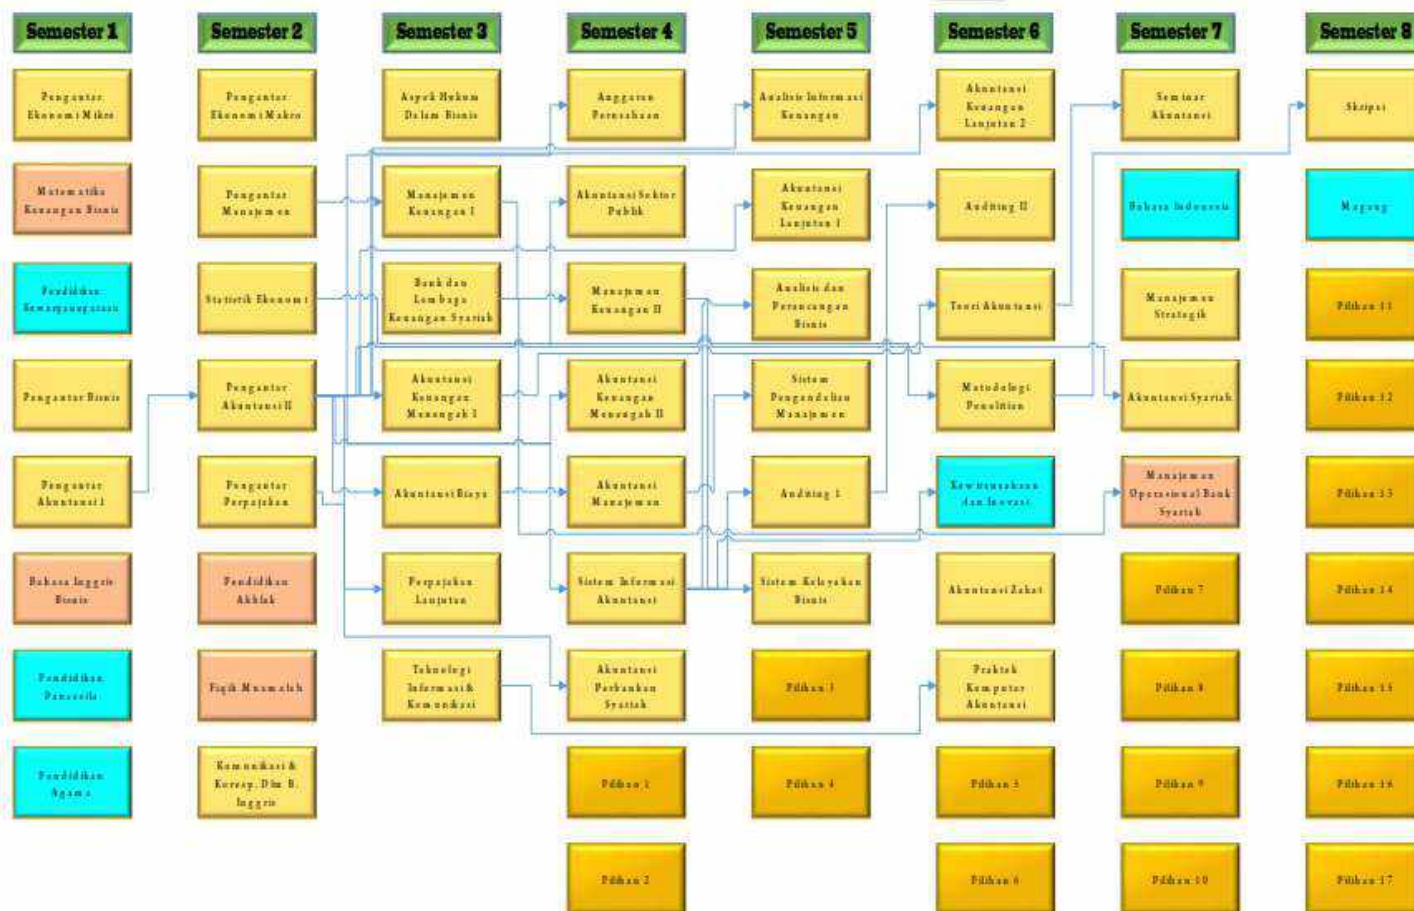 Semester 1
Semester 2
Semester 3
Semester 4
Semester 5
Semester 6
Semester 7
Semester 8
Pengantar
Ekonomi Mikro
Pengantar
Ekonomi Makro
Aspek Hukum
Dalam Bisnis
Anggaran
Perusahaan
Analisis Informasi
Keuangan
Akuntansi
Keuangan
Lanjutan 2
Seminar
Akuntansi
Skripsi
Matematika
Keuangan Bisnis
Pengantar
Manajemen
Manajemen
Keuangan I
Akuntansi Sektor
Publik
Akuntansi
Keuangan
Lanjutan I
Auditing II
Bahasa Indonesia
Magang
Pendidikan
Kewarganegaraan
Statistik Ekonomi
Bank dan
Lembaga
Keuangan Syariah
Manajemen
Keuangan II
Analisis dan
Perancangan
Bisnis
Teori Akuntansi
Manajemen
Strategik
Pilihan 11
Pengantar Bisnis
Pengantar
Akuntansi II
Akuntansi
Keuangan
Menengah I
Akuntansi
Keuangan
Menengah II
Sistem
Pengendalian
Manajemen
Metodologi
Penelitian
Akuntansi Syariah
Pilihan 12
Pengantar
Akuntansi I
Pengantar
Perpajakan
Akuntansi Biaya
Akuntansi
Manajemen
Auditing I
Kewirausahaan
dan Inovasi
Manajemen
Operasional Bank
Syariah
Pilihan 13
Bahasa Inggris
Bisnis
Pendidikan
Akhlak
Perpajakan
Lanjutan
Sistem Informasi
Akuntansi
Sistem Kelayakan
Bisnis
Akuntansi Zakat
Pilihan 7
Pilihan 14
Pendidikan
Pancasila
Fiqih Muamalah
Teknologi
Informasi &
Komunikasi
Akuntansi
Perbankan
Syariah
Pilihan 3
Praktek
Komputer
Akuntansi
Pilihan 8
Pilihan 15
Pendidikan
Agama
Komunikasi &
Koresp. Dlm B.
Inggris
Pilihan 1
Pilihan 4
Pilihan 5
Pilihan 9
Pilihan 16
Pilihan 2
Pilihan 6
Pilihan 10
Pilihan 17